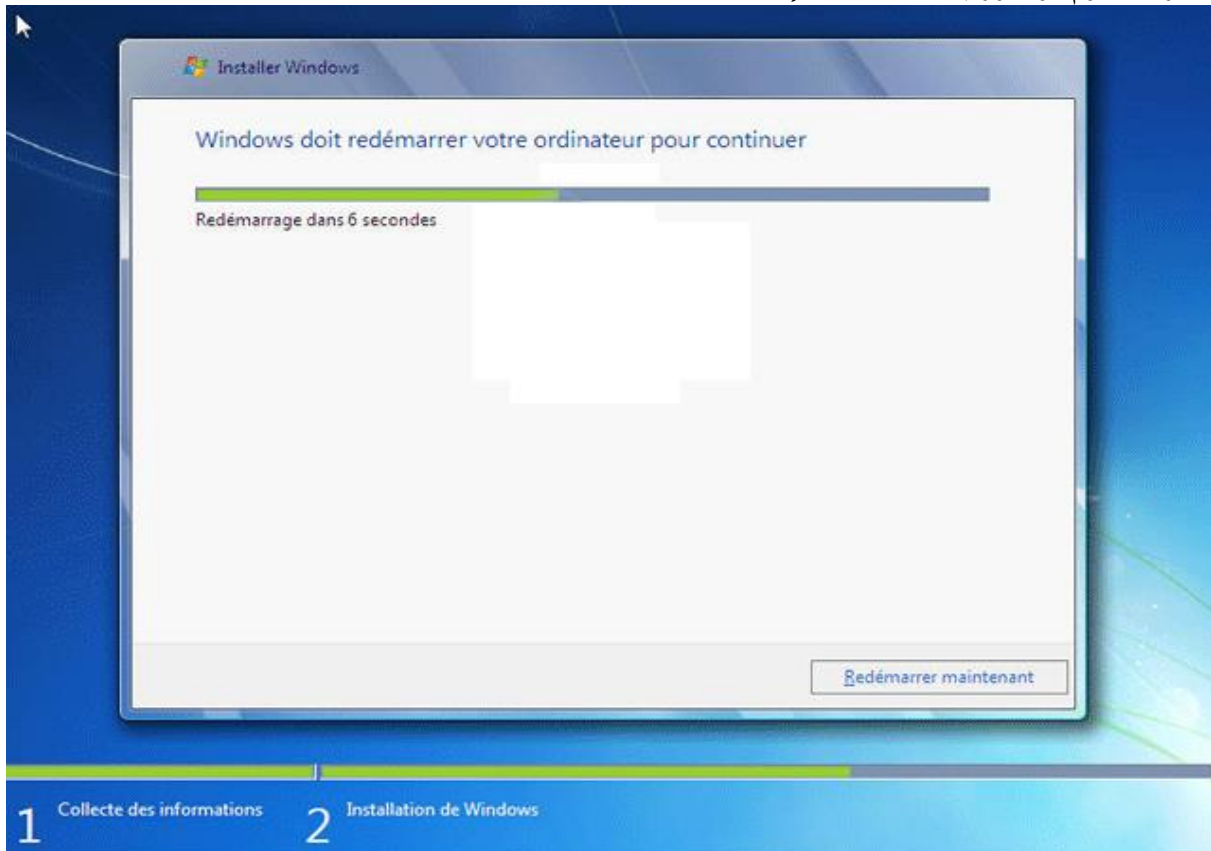 Installer Windows
Windows doit redémarrer votre ordinateur pour continuer
Redémarrage dans 6 secondes
Redémarrer maintenant
1 Collecte des informations 2 Installation de Windows